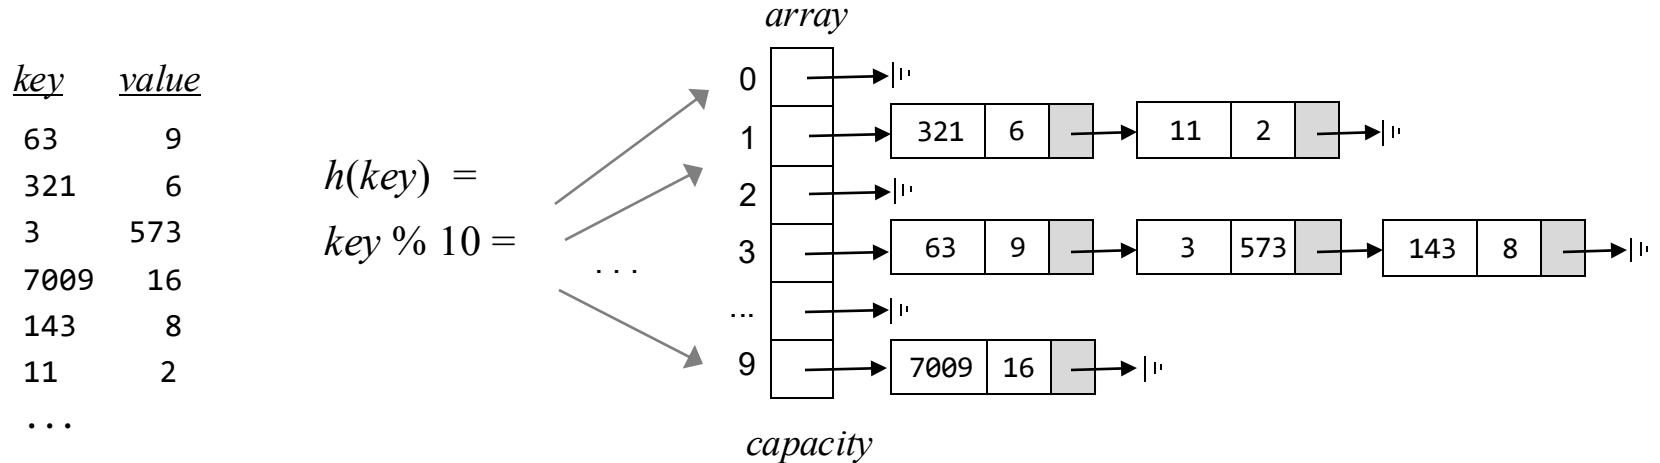 key value
63 9
321 6
3 573
7009 16
143 8
11 2
...
h(key) =
key % 10 =
...
array
0
1 321 6 11 2
2
3 63 9 3 573 143 8
...
9 7009 16
capacity